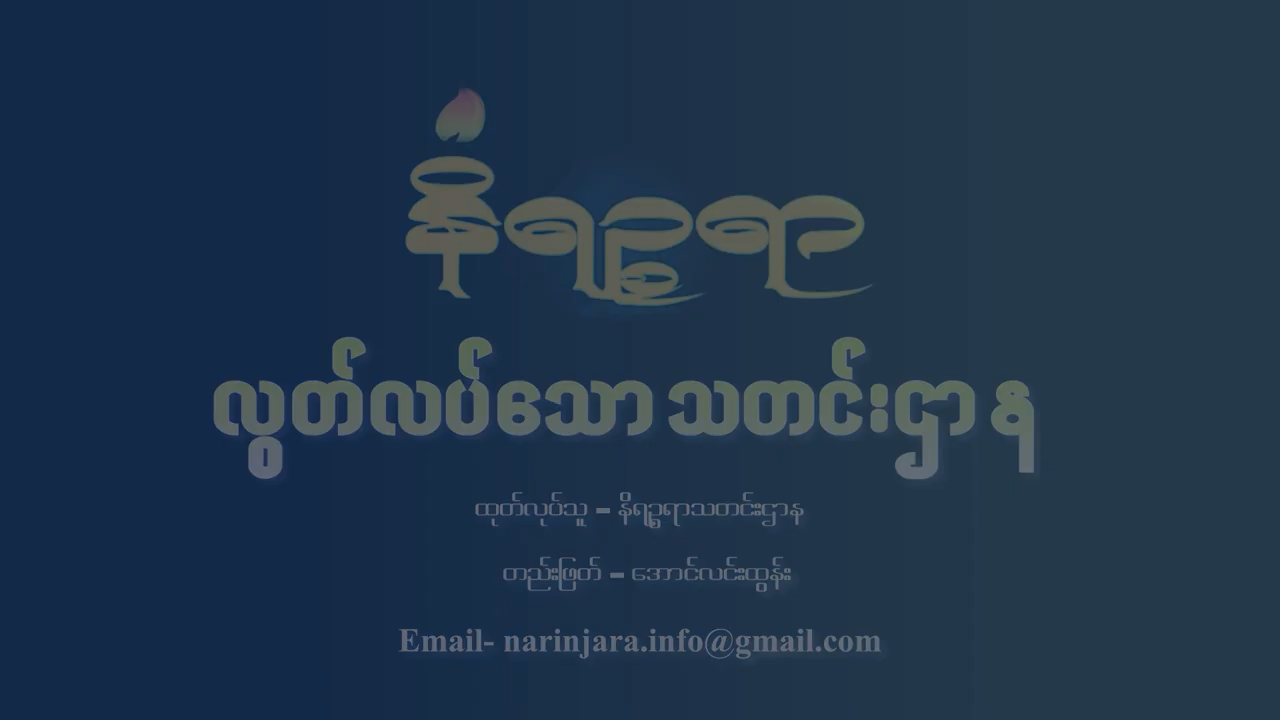 နိရဉ္စရာ
လွတ်လပ်သော သတင်းဌာန
ထုတ်လုပ်သူ – နိရဉ္စရာသတင်းဌာန
တည်းဖြတ် – အောင်လင်းထွန်း
Email- narinjara.info@gmail.com